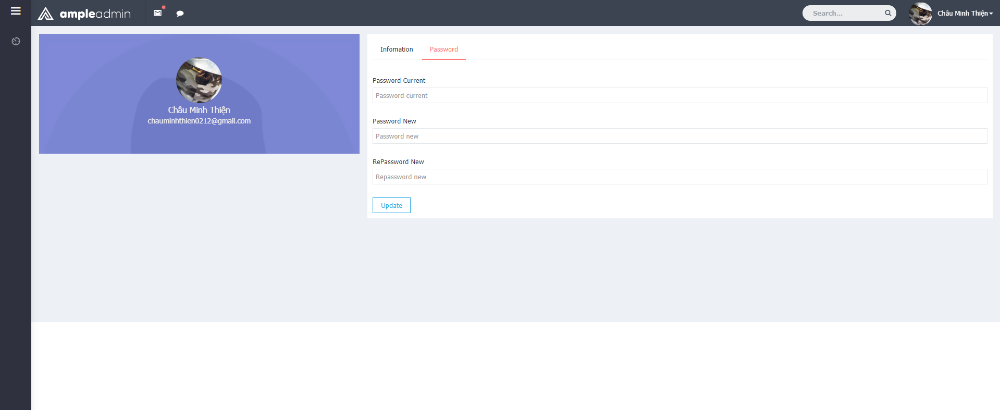 ampleadmin
Search...
Châu Minh Thiện
Châu Minh Thiện
chauminhthien0212@gmail.com
Infomation
Password
Password Current
Password current
Password New
Password new
RePassword New
Repassword new
Update